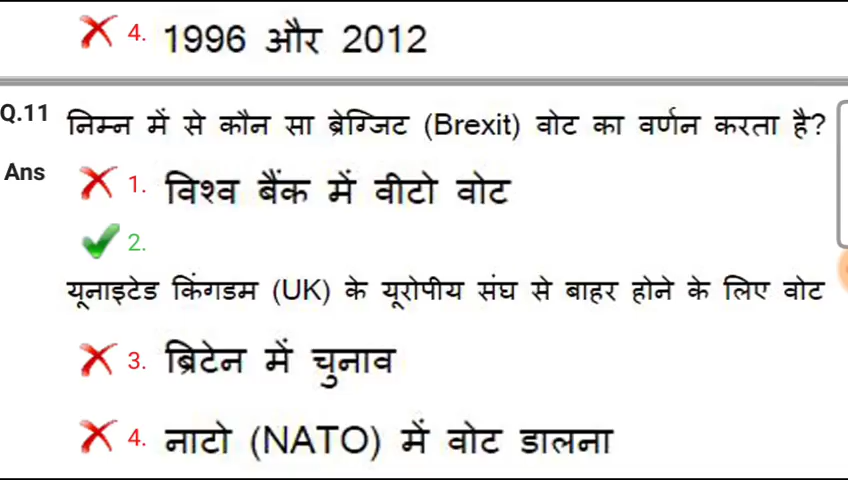 4. 1996 और 2012
Q.11 निम्न में से कौन सा ब्रेग्जिट (Brexit) वोट का वर्णन करता है?
Ans 1. विश्व बैंक में वीटो वोट
2.
यूनाइटेड किंगडम (UK) के यूरोपीय संघ से बाहर होने के लिए वोट
3. ब्रिटेन में चुनाव
4. नाटो (NATO) में वोट डालना